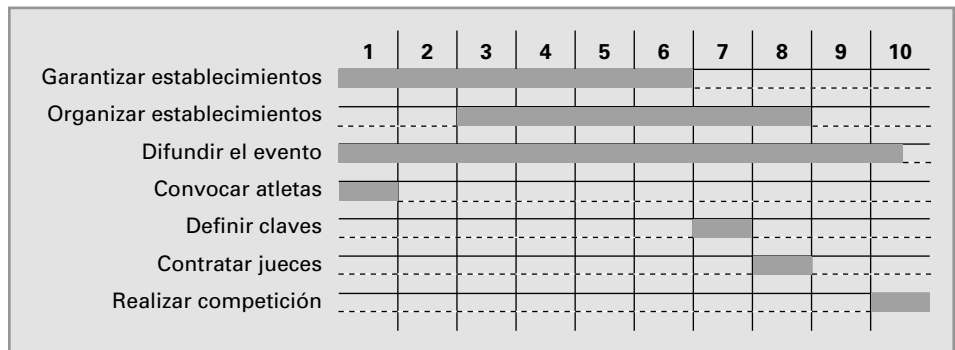 1 2 3 4 5 6 7 8 9 10
Garantizar establecimientos
Organizar establecimientos
Difundir el evento
Convocar atletas
Definir claves
Contratar jueces
Realizar competición